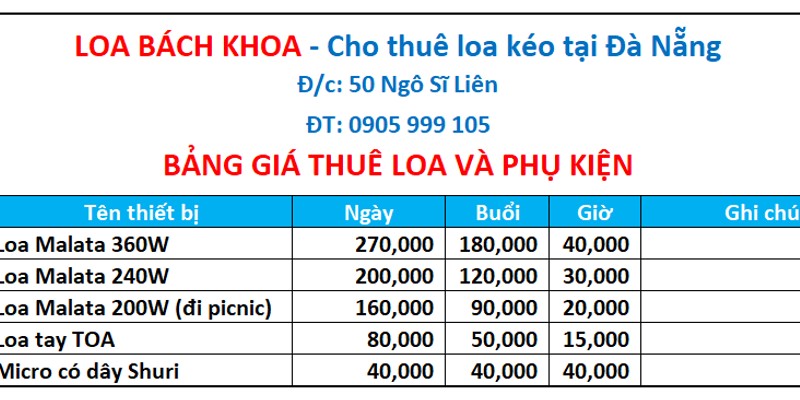 LOA BÁCH KHOA - Cho thuê loa kéo tại Đà Nẵng
Đ/c: 50 Ngô Sĩ Liên
ĐT: 0905 999 105
BẢNG GIÁ THUÊ LOA VÀ PHỤ KIỆN
Tên thiết bị Ngày Buổi Giờ Ghi chú
Loa Malata 360W 270,000 180,000 40,000
Loa Malata 240W 200,000 120,000 30,000
Loa Malata 200W (đi picnic) 160,000 90,000 20,000
Loa tay TOA 80,000 50,000 15,000
Micro có dây Shuri 40,000 40,000 40,000